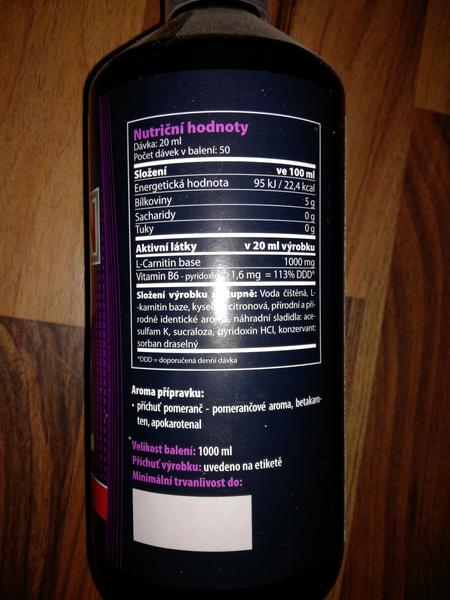 Nutriční hodnoty
Dávka: 20 ml
Počet dávek v balení: 50
Složení ve 100 ml
Energetická hodnota 95 kJ / 22,4 kcal
Bílkoviny 5 g
Sacharidy 0 g
Tuky 0 g
Aktivní látky v 20 ml výrobku
L-Carnitin base 1000 mg
Vitamin B6 - pyridoxin 1,6 mg = 113% DDD*
Složení výrobku Voda čištěná, L-
-karnitin baze, citronová, přírodní a pří-
rodně identické aroma, náhradní sladidla: ace-
sulfam K, sucraloza, pyridoxin HCl, konzervant:
sorban draselný
*DDD = doporučená denní dávka
Aroma přípravku:
• příchuť pomeranč - pomerančové aroma, betakaro-
ten, apokarotenal
Velikost balení: 1000 ml
Příchuť výrobku: uvedeno na etiketě
Minimální trvanlivost do: